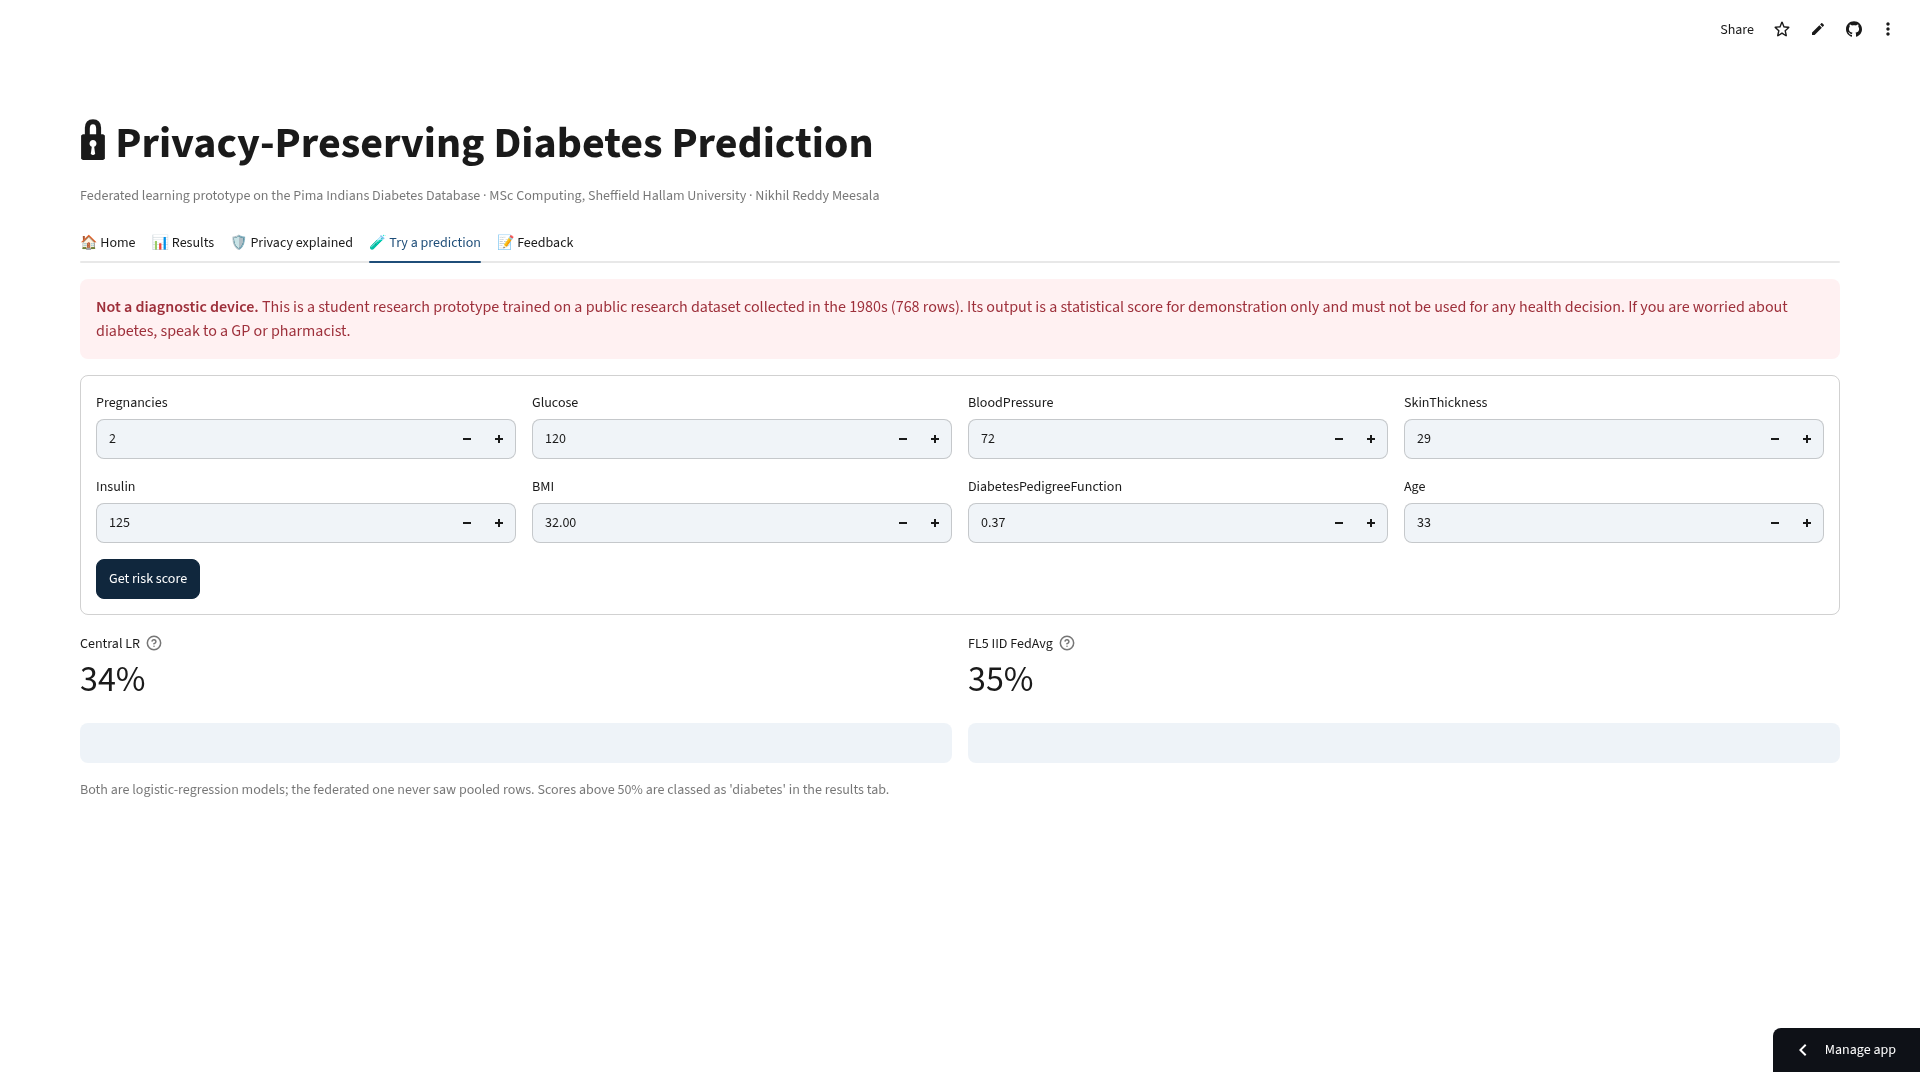 Share
Privacy-Preserving Diabetes Prediction
Federated learning prototype on the Pima Indians Diabetes Database · MSc Computing, Sheffield Hallam University · Nikhil Reddy Meesala
Home Results Privacy explained Try a prediction Feedback
Not a diagnostic device. This is a student research prototype trained on a public research dataset collected in the 1980s (768 rows). Its output is a statistical score for demonstration only and must not be used for any health decision. If you are worried about
diabetes, speak to a GP or pharmacist.
Pregnancies Glucose BloodPressure SkinThickness
2 − + 120 − + 72 − + 29 − +
Insulin BMI DiabetesPedigreeFunction Age
125 − + 32.00 − + 0.37 − + 33 − +
Get risk score
Central LR ? FL5 IID FedAvg ?
34% 35%
Both are logistic-regression models; the federated one never saw pooled rows. Scores above 50% are classed as 'diabetes' in the results tab.
Manage app